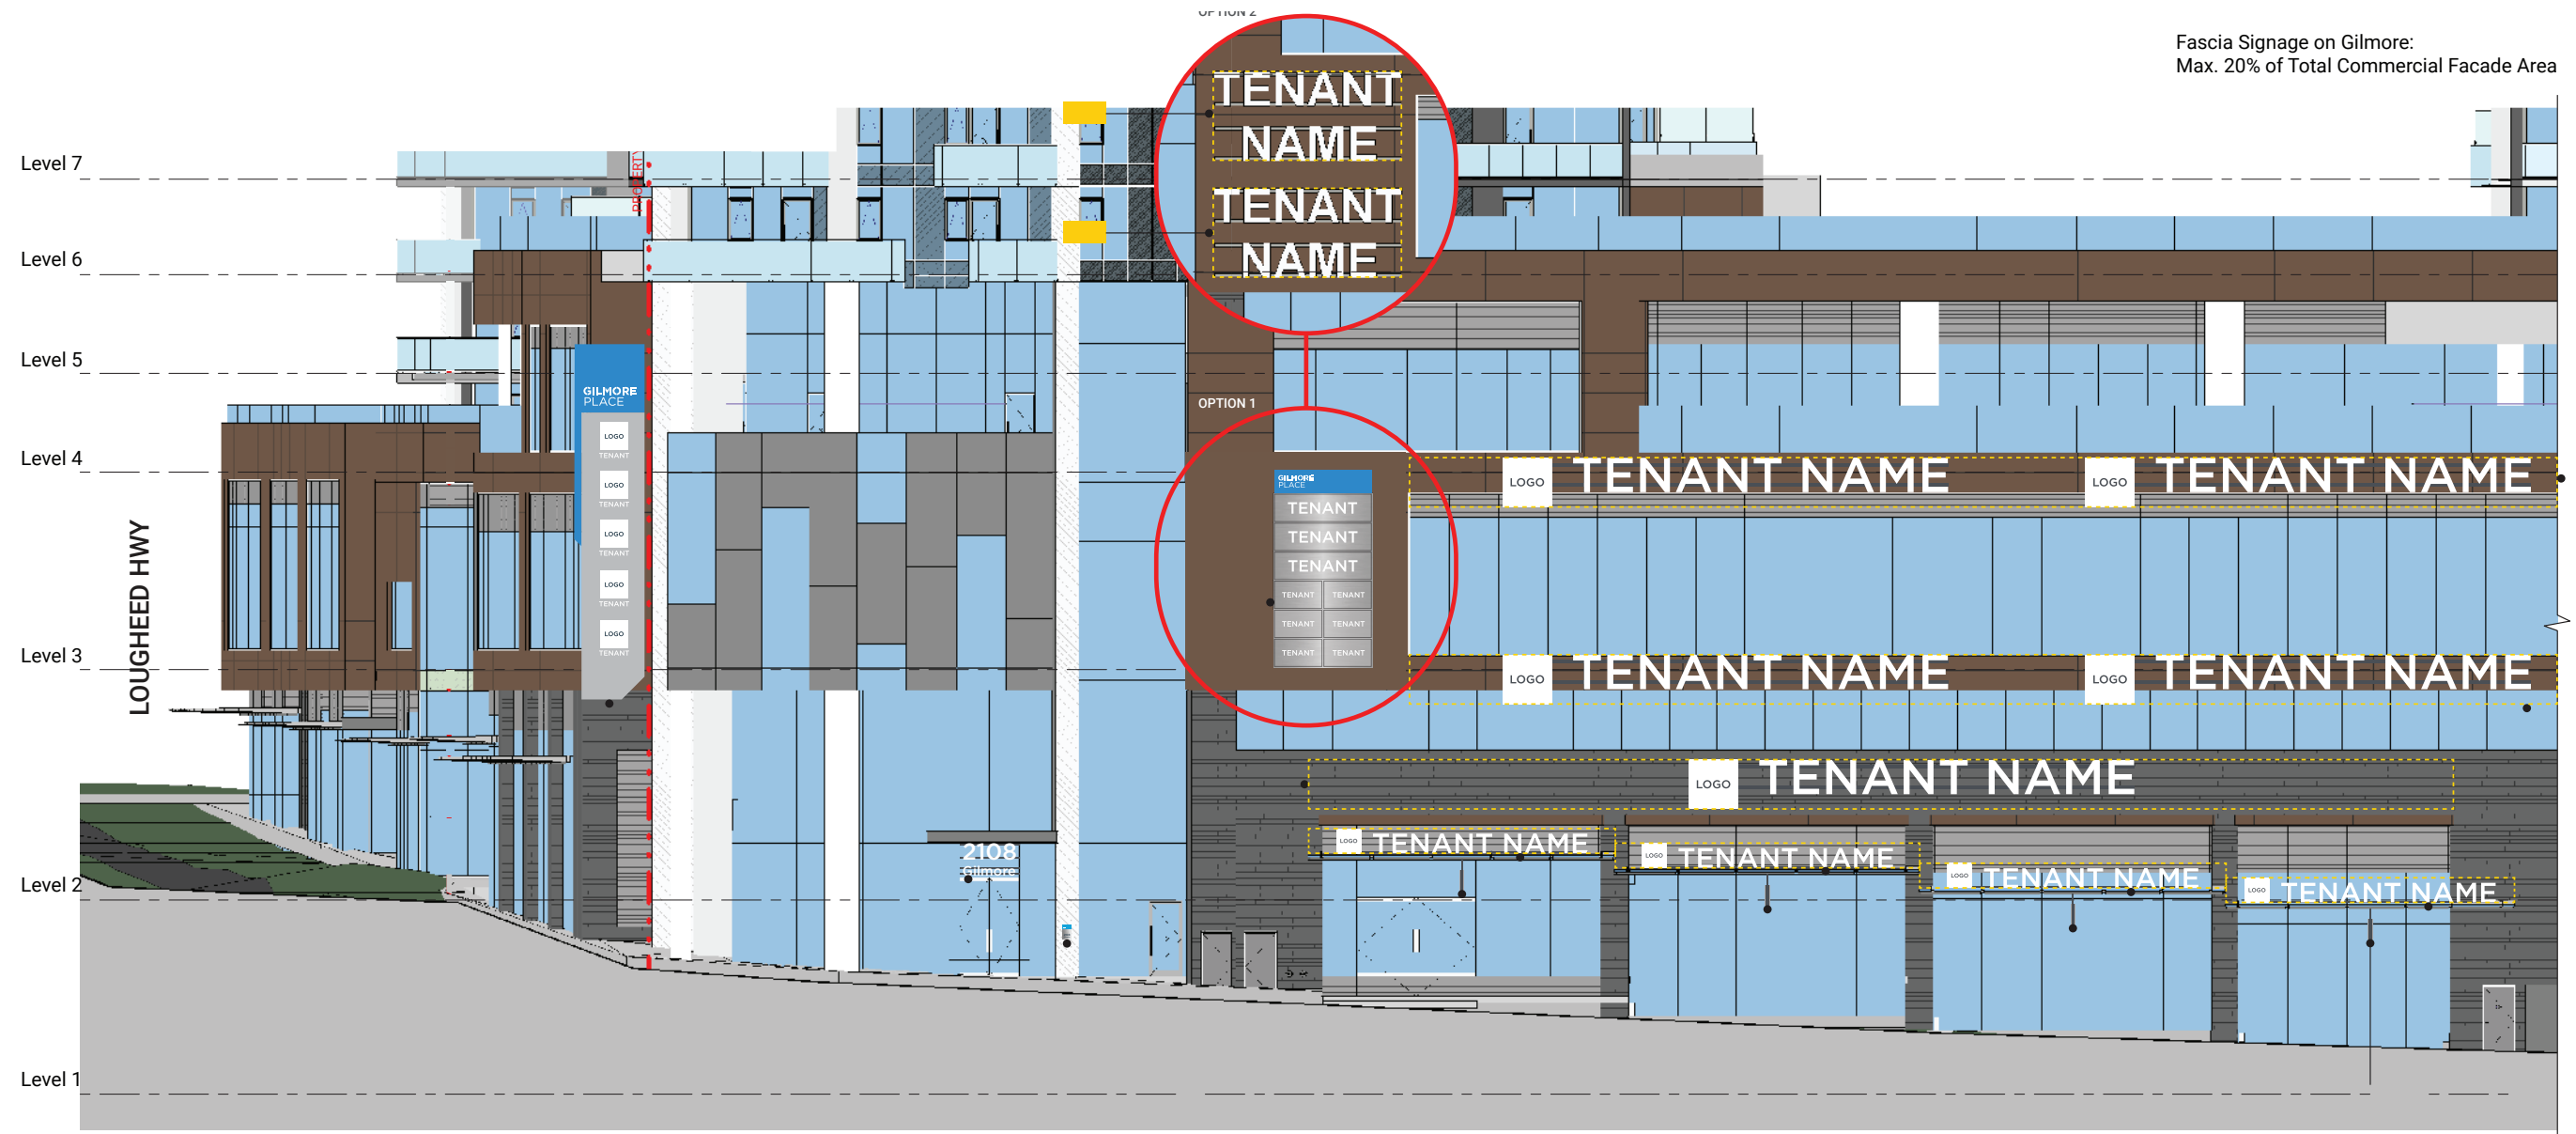 OPTION 2
Fascia Signage on Gilmore:
Max. 20% of Total Commercial Facade Area
TENANT
NAME
TENANT
NAME
Level 7
PROPERTY
Level 6
Level 5
Level 4
Level 3
Level 2
Level 1
LOUGHEED HWY
GILMORE
PLACE
LOGO
TENANT
LOGO
TENANT
LOGO
TENANT
LOGO
TENANT
LOGO
TENANT
OPTION 1
GILMORE
PLACE
TENANT
TENANT
TENANT
TENANT TENANT
TENANT TENANT
TENANT TENANT
LOGO TENANT NAME LOGO TENANT NAME
LOGO TENANT NAME LOGO TENANT NAME
LOGO TENANT NAME
LOGO TENANT NAME
LOGO TENANT NAME
LOGO TENANT NAME
LOGO TENANT NAME
2108
Gilmore